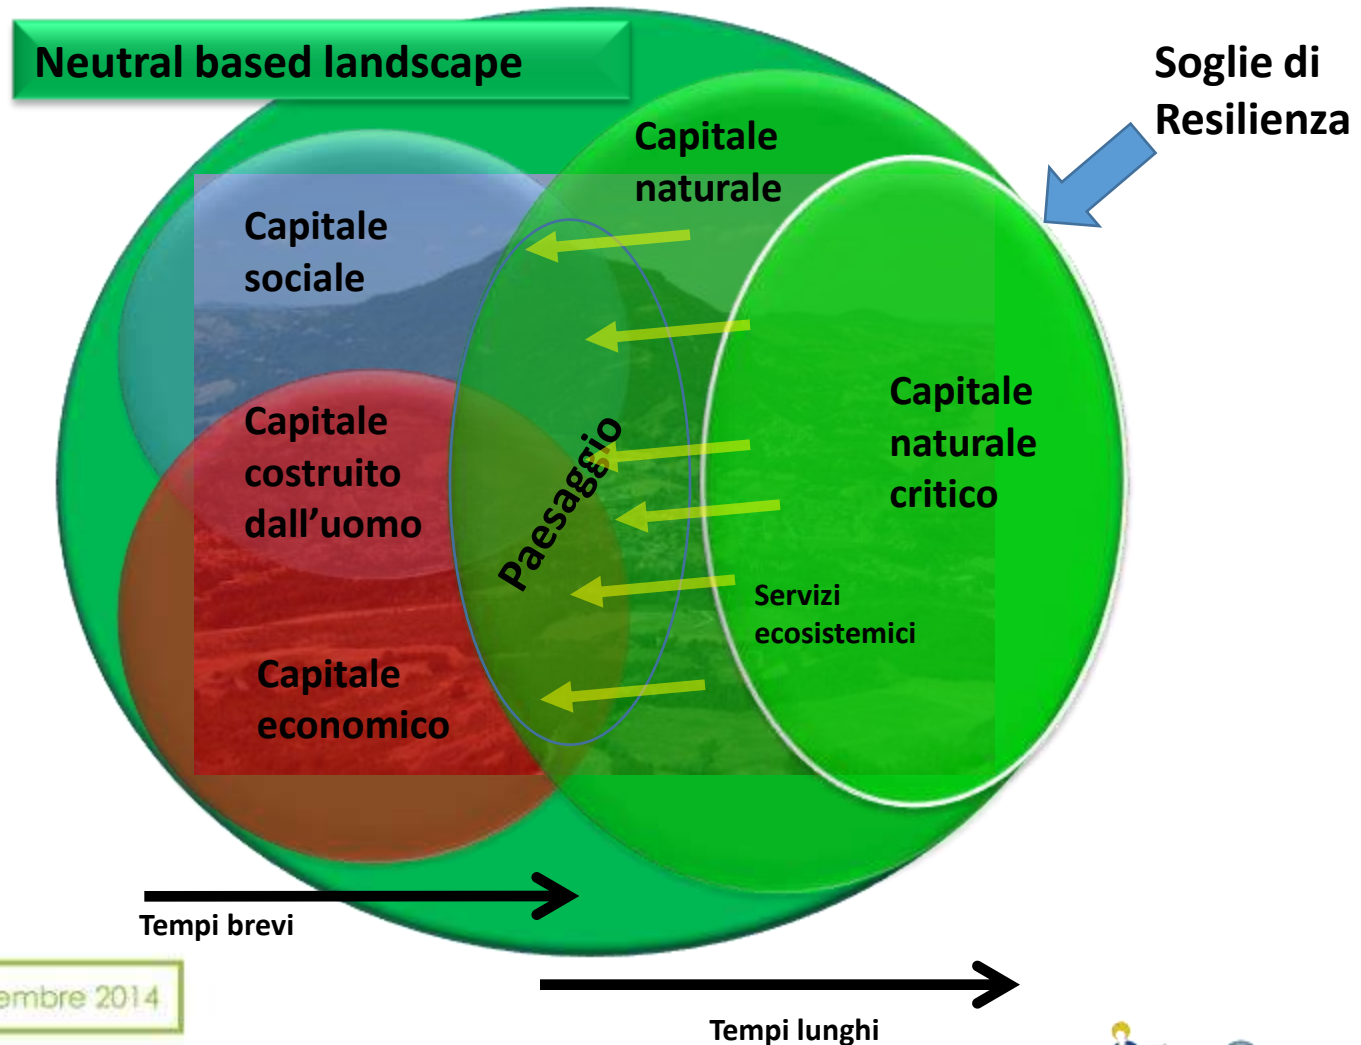 Neutral based landscape
Soglie di
Resilienza
Capitale
naturale
Capitale
sociale
Capitale
naturale
critico
Capitale
costruito
dall'uomo
Paesaggio
Servizi
ecosistemici
Capitale
economico
Tempi brevi
2014
Tempi lunghi